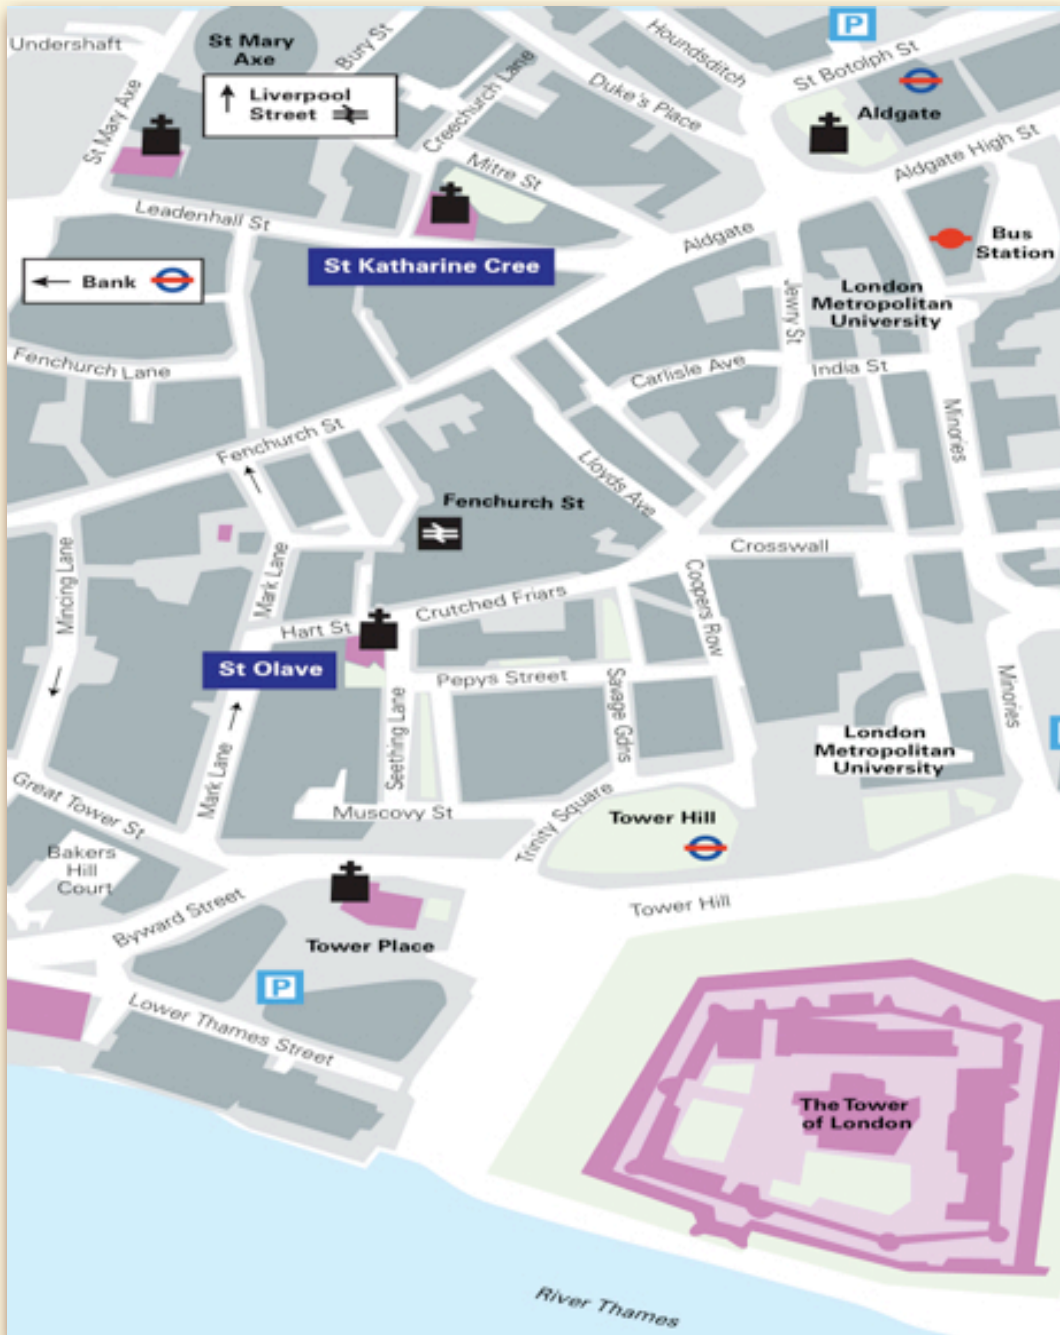 Undershaft
St Mary
Axe
Bury St
Houndsditch
P
St Botolph St
Liverpool
Street
Creechurch Lane
Duke's Place
Aldgate
St Mary Axe
Mitre St
Aldgate High St
Leadenhall St
Aldgate
Bus
Station
St Katharine Cree
Bank
Jewry St
London
Metropolitan
University
Fenchurch Lane
Carlisle Ave
India St
Minories
Fenchurch St
Lloyds Ave
Fenchurch St
Mincing Lane
Mark Lane
Crosswall
Coopers Row
Crutched Friars
Hart St
St Olave
Pepys Street
Savage Gdns
Minories
Seething Lane
Mark Lane
London
Metropolitan
University
Great Tower St
Muscovy St
Trinity Square
Tower Hill
Bakers
Hill
Court
Byward Street
Tower Hill
Tower Place
P
Lower Thames Street
The Tower
of London
River Thames